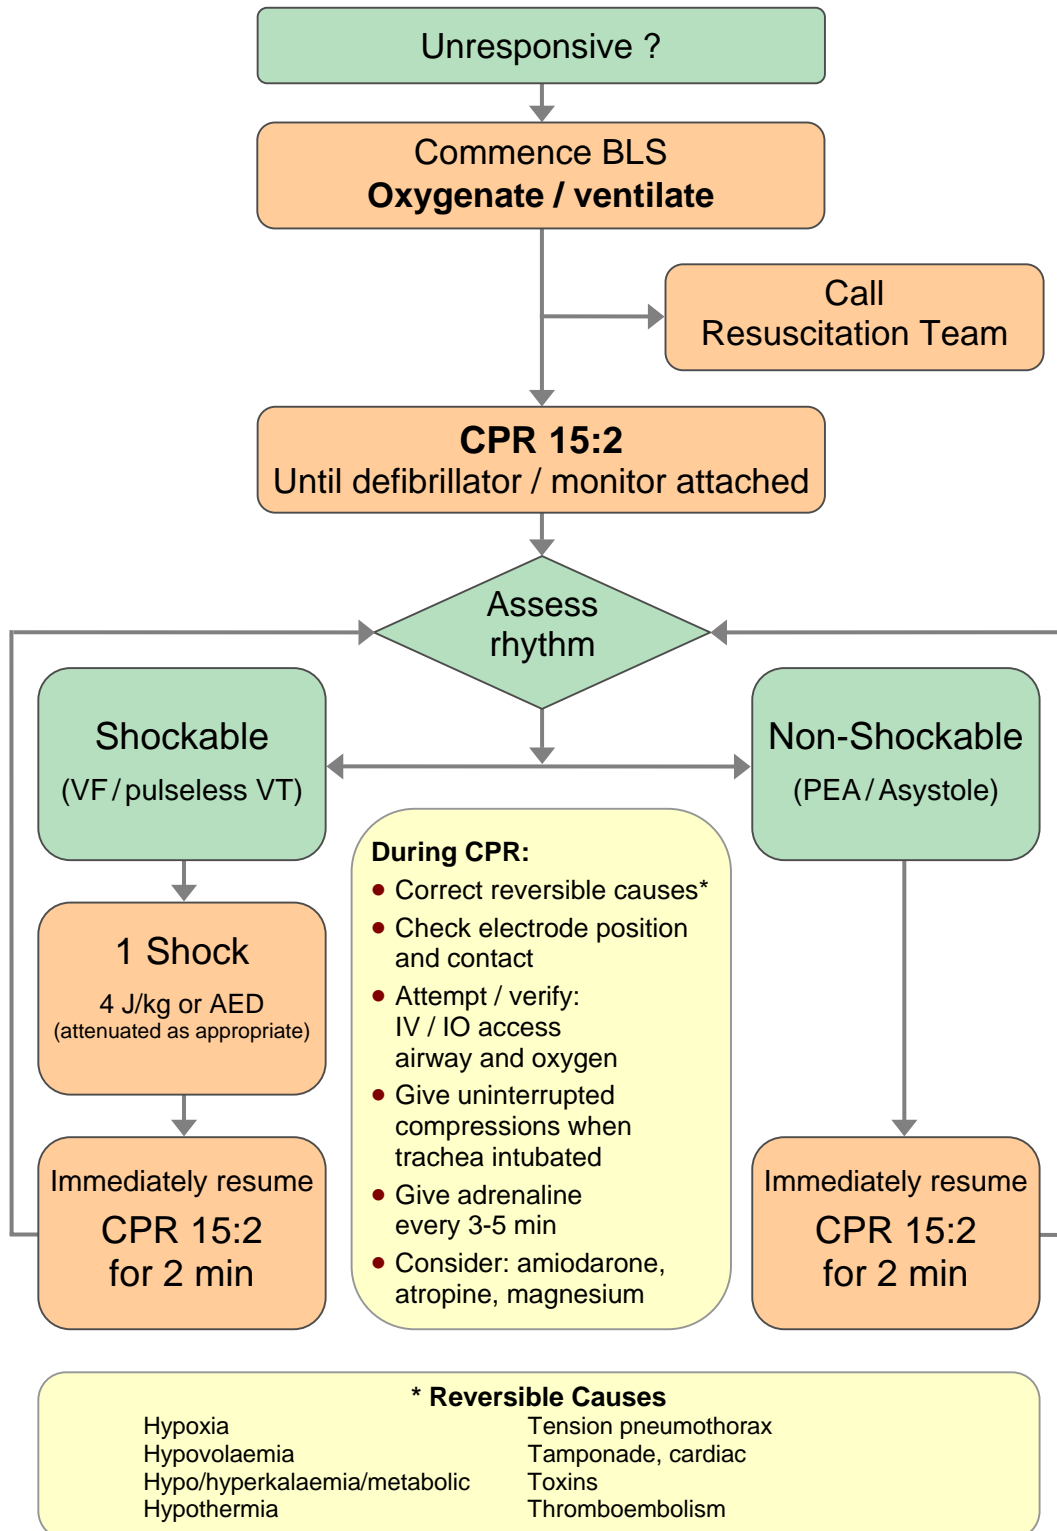 Unresponsive ?
Commence BLS
Oxygenate / ventilate
Call
Resuscitation Team
CPR 15:2
Until defibrillator / monitor attached
Assess
rhythm
Shockable
(VF / pulseless VT)
Non-Shockable
(PEA / Asystole)
1 Shock
4 J/kg or AED
(attenuated as appropriate)
Immediately resume
CPR 15:2
for 2 min
During CPR:
• Correct reversible causes*
• Check electrode position
and contact
• Attempt / verify:
IV / IO access
airway and oxygen
• Give uninterrupted
compressions when
trachea intubated
• Give adrenaline
every 3-5 min
• Consider: amiodarone,
atropine, magnesium
Immediately resume
CPR 15:2
for 2 min
* Reversible Causes
Hypoxia
Hypovolaemia
Hypo/hyperkalaemia/metabolic
Hypothermia
Tension pneumothorax
Tamponade, cardiac
Toxins
Thromboembolism